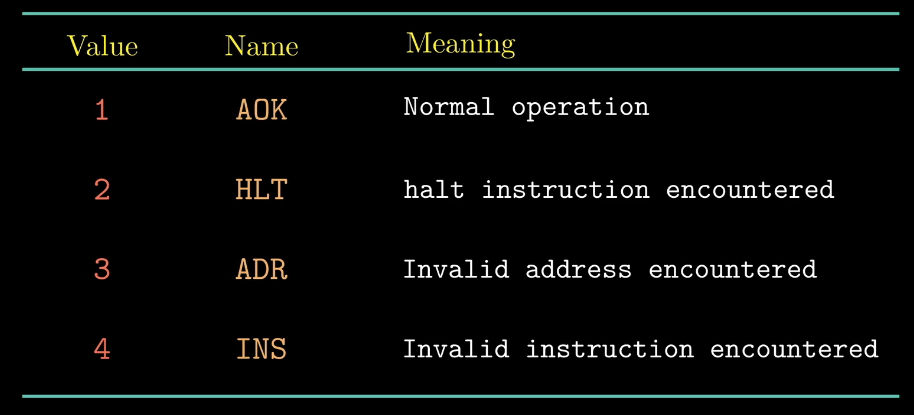 Value Name Meaning
1 AOK Normal operation
2 HLT halt instruction encountered
3 ADR Invalid address encountered
4 INS Invalid instruction encountered